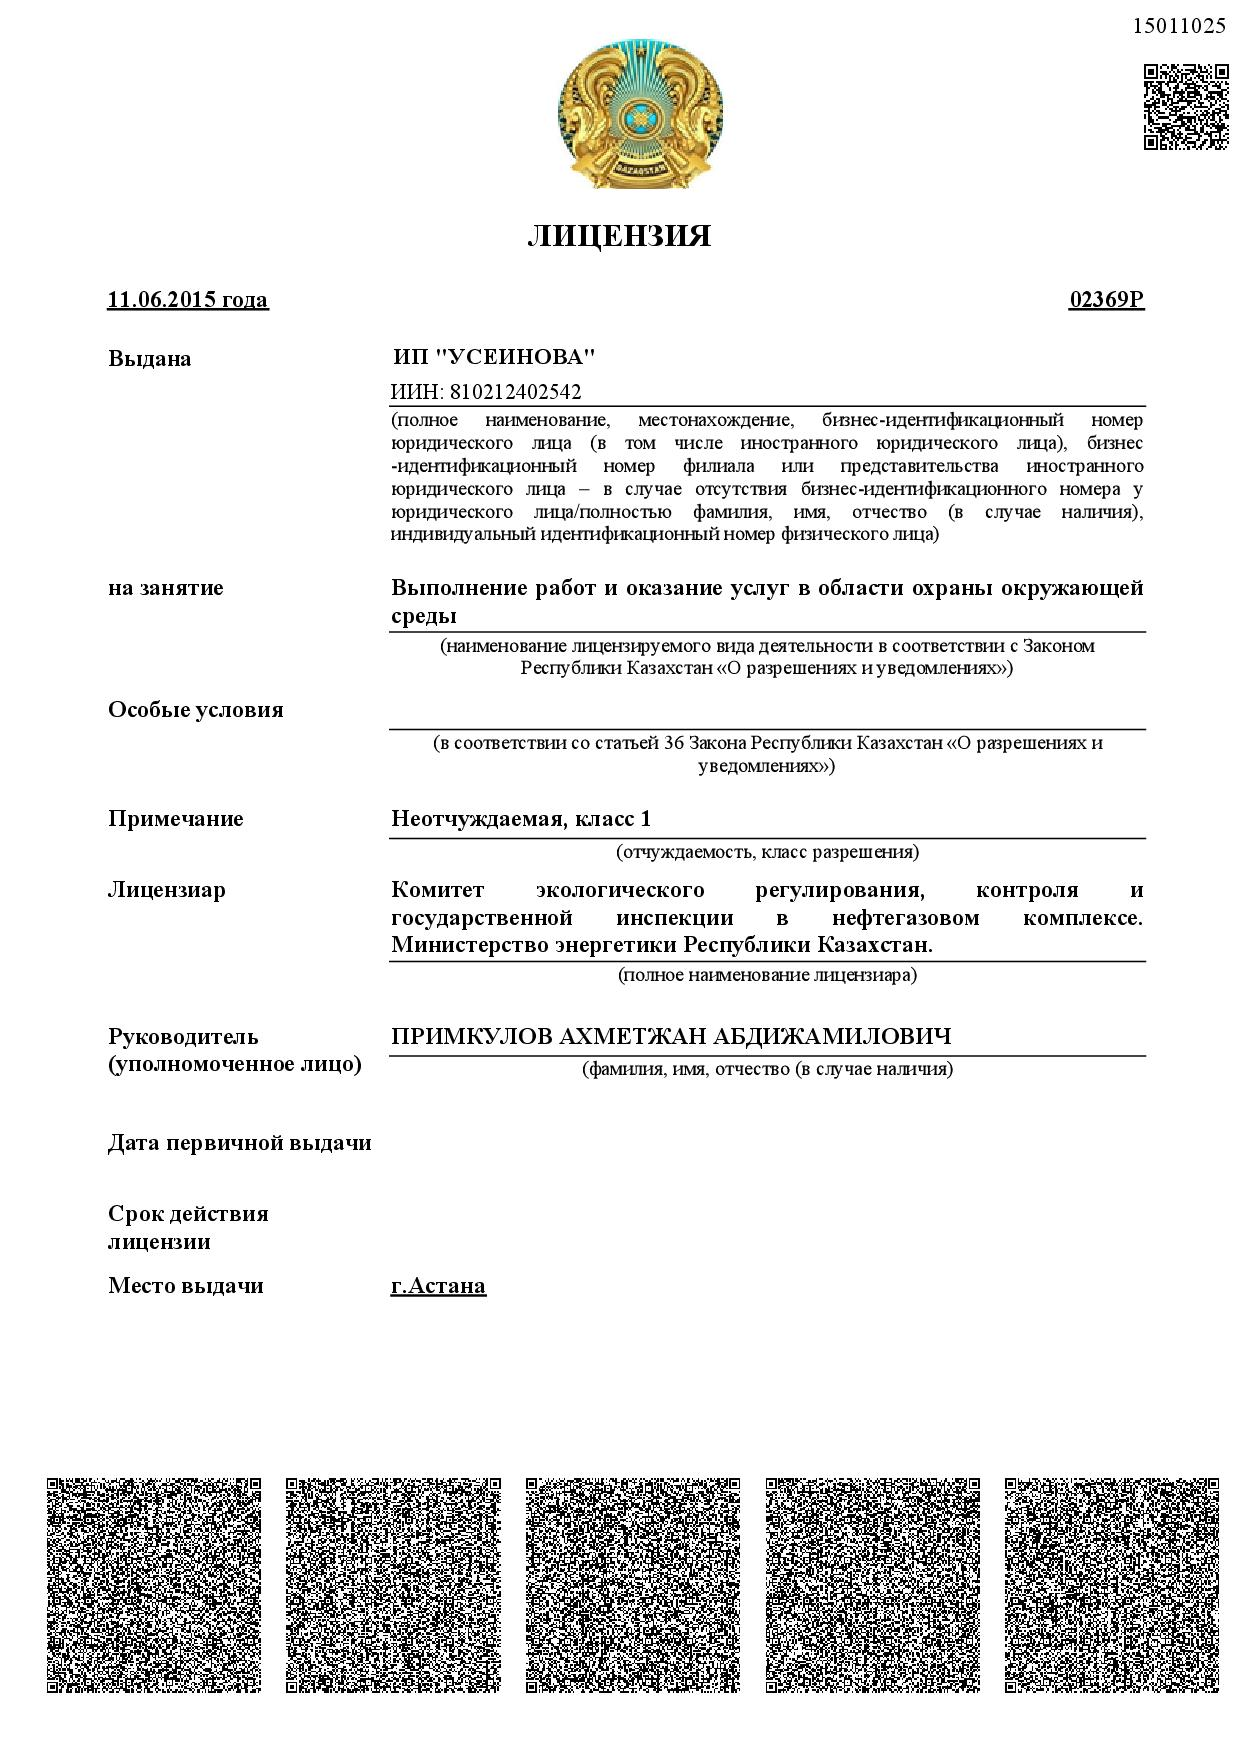 15011025
QAZAQSTAN
ЛИЦЕНЗИЯ
11.06.2015 года
02369Р
Выдана
ИП "УСЕИНОВА"
ИИН: 810212402542
(полное наименование, местонахождение, бизнес-идентификационный номер
юридического лица (в том числе иностранного юридического лица), бизнес
-идентификационный номер филиала или представительства иностранного
юридического лица – в случае отсутствия бизнес-идентификационного номера у
юридического лица/полностью фамилия, имя, отчество (в случае наличия),
индивидуальный идентификационный номер физического лица)
на занятие
Выполнение работ и оказание услуг в области охраны окружающей
среды
(наименование лицензируемого вида деятельности в соответствии с Законом
Республики Казахстан «О разрешениях и уведомлениях»)
Особые условия
(в соответствии со статьей 36 Закона Республики Казахстан «О разрешениях и
уведомлениях»)
Примечание
Неотчуждаемая, класс 1
(отчуждаемость, класс разрешения)
Лицензиар
Комитет экологического регулирования, контроля и
государственной инспекции в нефтегазовом комплексе.
Министерство энергетики Республики Казахстан.
(полное наименование лицензиара)
Руководитель
(уполномоченное лицо)
ПРИМКУЛОВ АХМЕТЖАН АБДИЖАМИЛОВИЧ
(фамилия, имя, отчество (в случае наличия)
Дата первичной выдачи
Срок действия
лицензии
Место выдачи
г.Астана